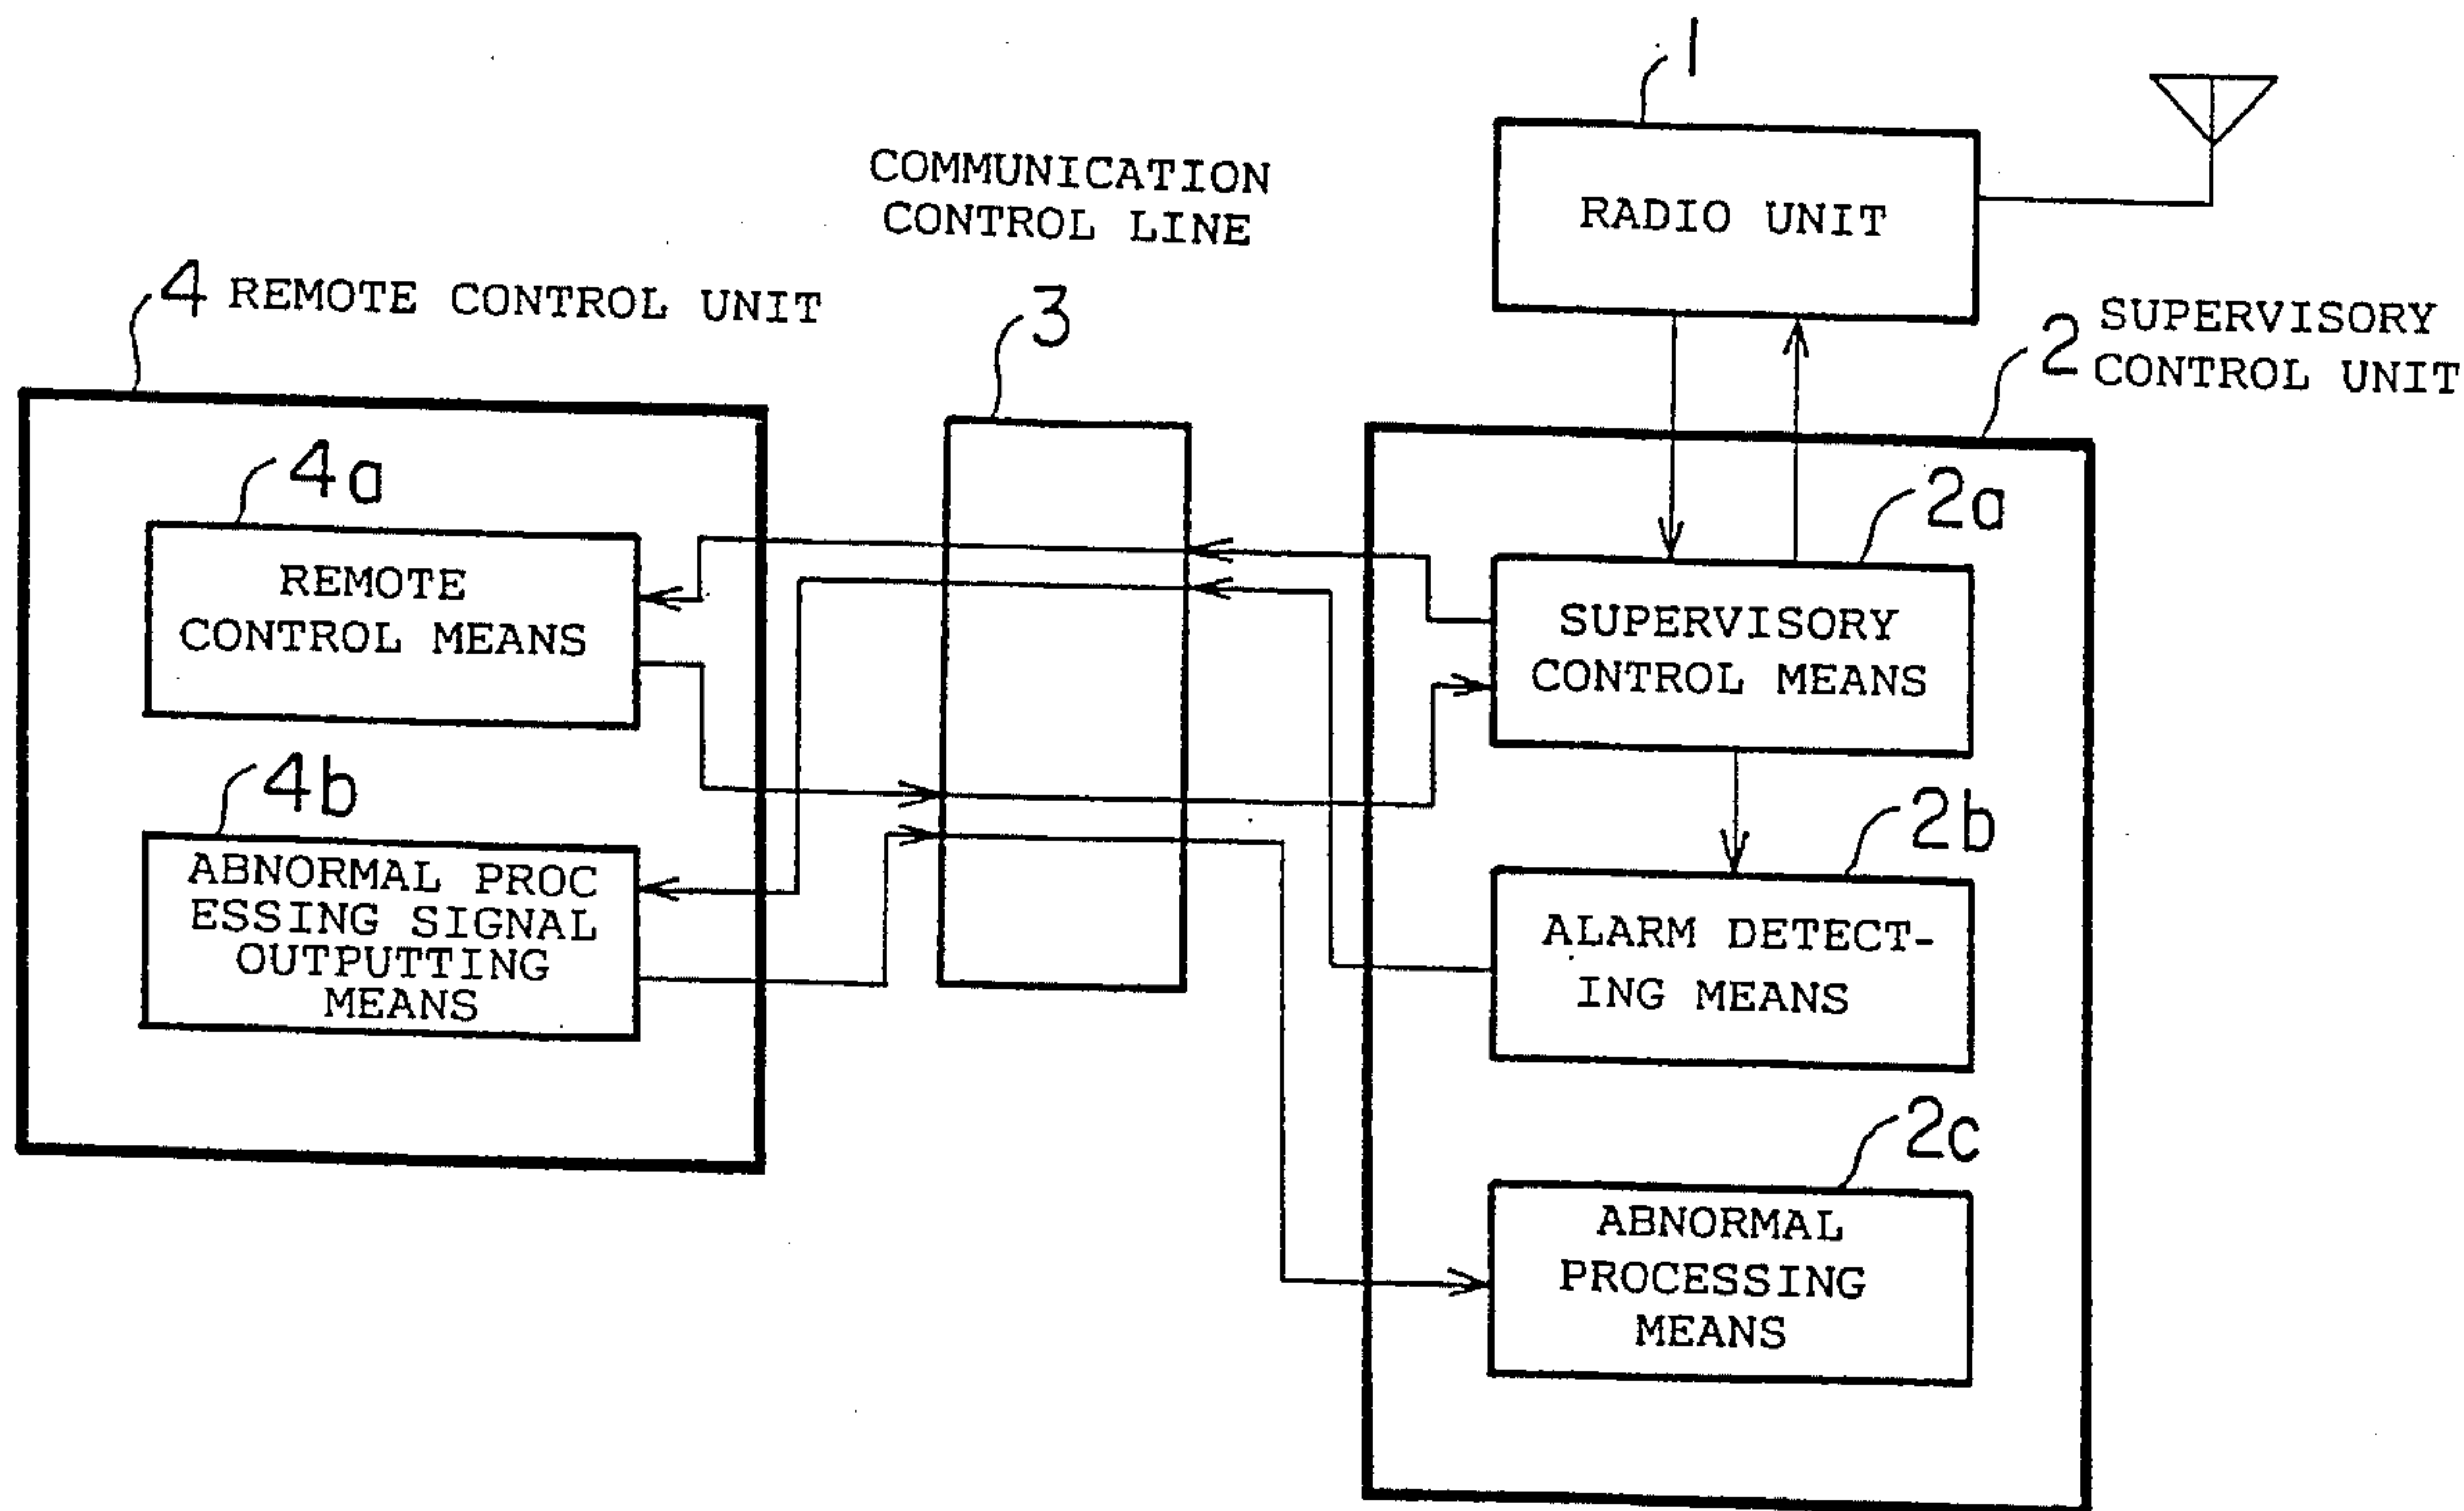 1
COMMUNICATION
CONTROL LINE
RADIO UNIT
4 REMOTE CONTROL UNIT
3
2 SUPERVISORY
CONTROL UNIT
4a
REMOTE
CONTROL MEANS
2a
SUPERVISORY
CONTROL MEANS
4b
ABNORMAL PROC
ESSING SIGNAL
OUTPUTTING
MEANS
2b
ALARM DETECT-
ING MEANS
2c
ABNORMAL
PROCESSING
MEANS